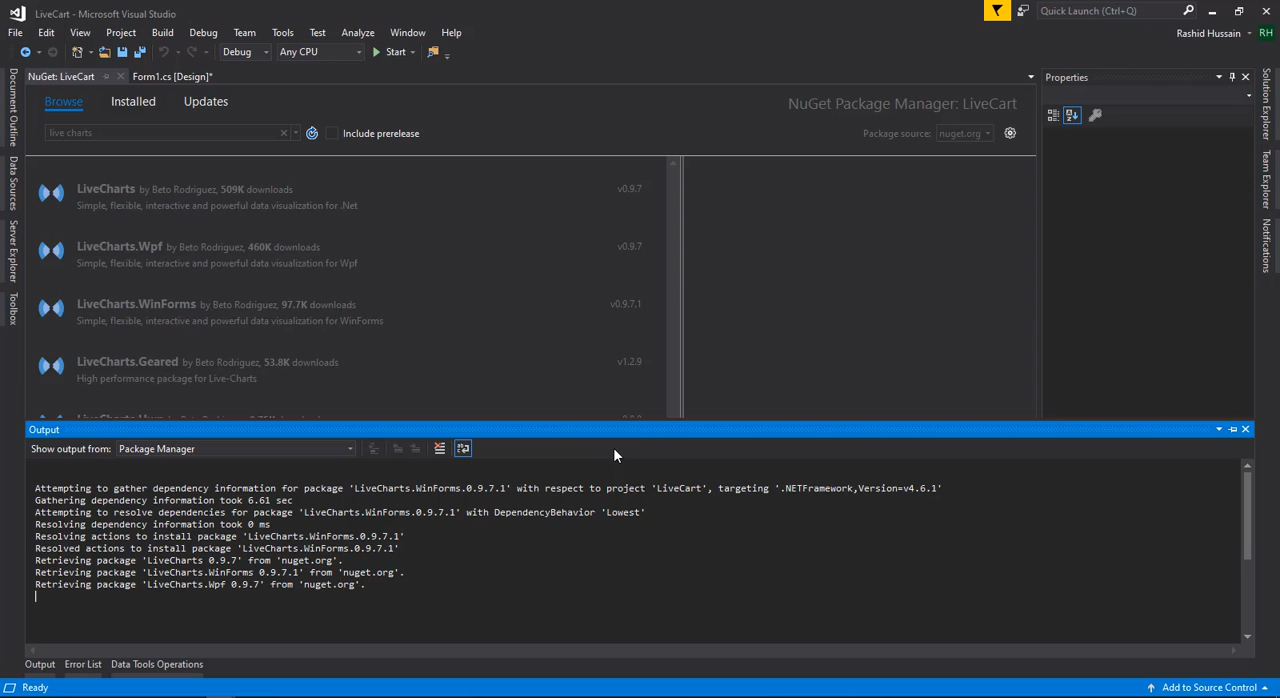 LiveCart - Microsoft Visual Studio
Quick Launch (Ctrl+Q)
File Edit View Project Build Debug Team Tools Test Analyze Window Help
Rashid Hussain RH
Debug Any CPU Start
NuGet: LiveCart Form1.cs [Design]*
Properties
Document Outline
Data Sources
Server Explorer
Toolbox
Solution Explorer
Team Explorer
Notifications
Browse Installed Updates
NuGet Package Manager: LiveCart
live charts
Include prerelease
Package source: nuget.org
LiveCharts by Beto Rodriguez, 509K downloads v0.9.7
Simple, flexible, interactive and powerful data visualization for .Net
LiveCharts.Wpf by Beto Rodriguez, 460K downloads v0.9.7
Simple, flexible, interactive and powerful data visualization for Wpf
LiveCharts.WinForms by Beto Rodriguez, 97.7K downloads v0.9.7.1
Simple, flexible, interactive and powerful data visualization for WinForms
LiveCharts.Geared by Beto Rodriguez, 53.8K downloads v1.2.9
High performance package for Live-Charts
Output
Show output from: Package Manager
Attempting to gather dependency information for package 'LiveCharts.WinForms.0.9.7.1' with respect to project 'LiveCart', targeting '.NETFramework,Version=v4.6.1'
Gathering dependency information took 6.61 sec
Attempting to resolve dependencies for package 'LiveCharts.WinForms.0.9.7.1' with DependencyBehavior 'Lowest'
Resolving dependency information took 0 ms
Resolving actions to install package 'LiveCharts.WinForms.0.9.7.1'
Resolved actions to install package 'LiveCharts.WinForms.0.9.7.1'
Retrieving package 'LiveCharts 0.9.7' from 'nuget.org'.
Retrieving package 'LiveCharts.WinForms 0.9.7.1' from 'nuget.org'.
Retrieving package 'LiveCharts.Wpf 0.9.7' from 'nuget.org'.
Output Error List Data Tools Operations
Ready
Add to Source Control